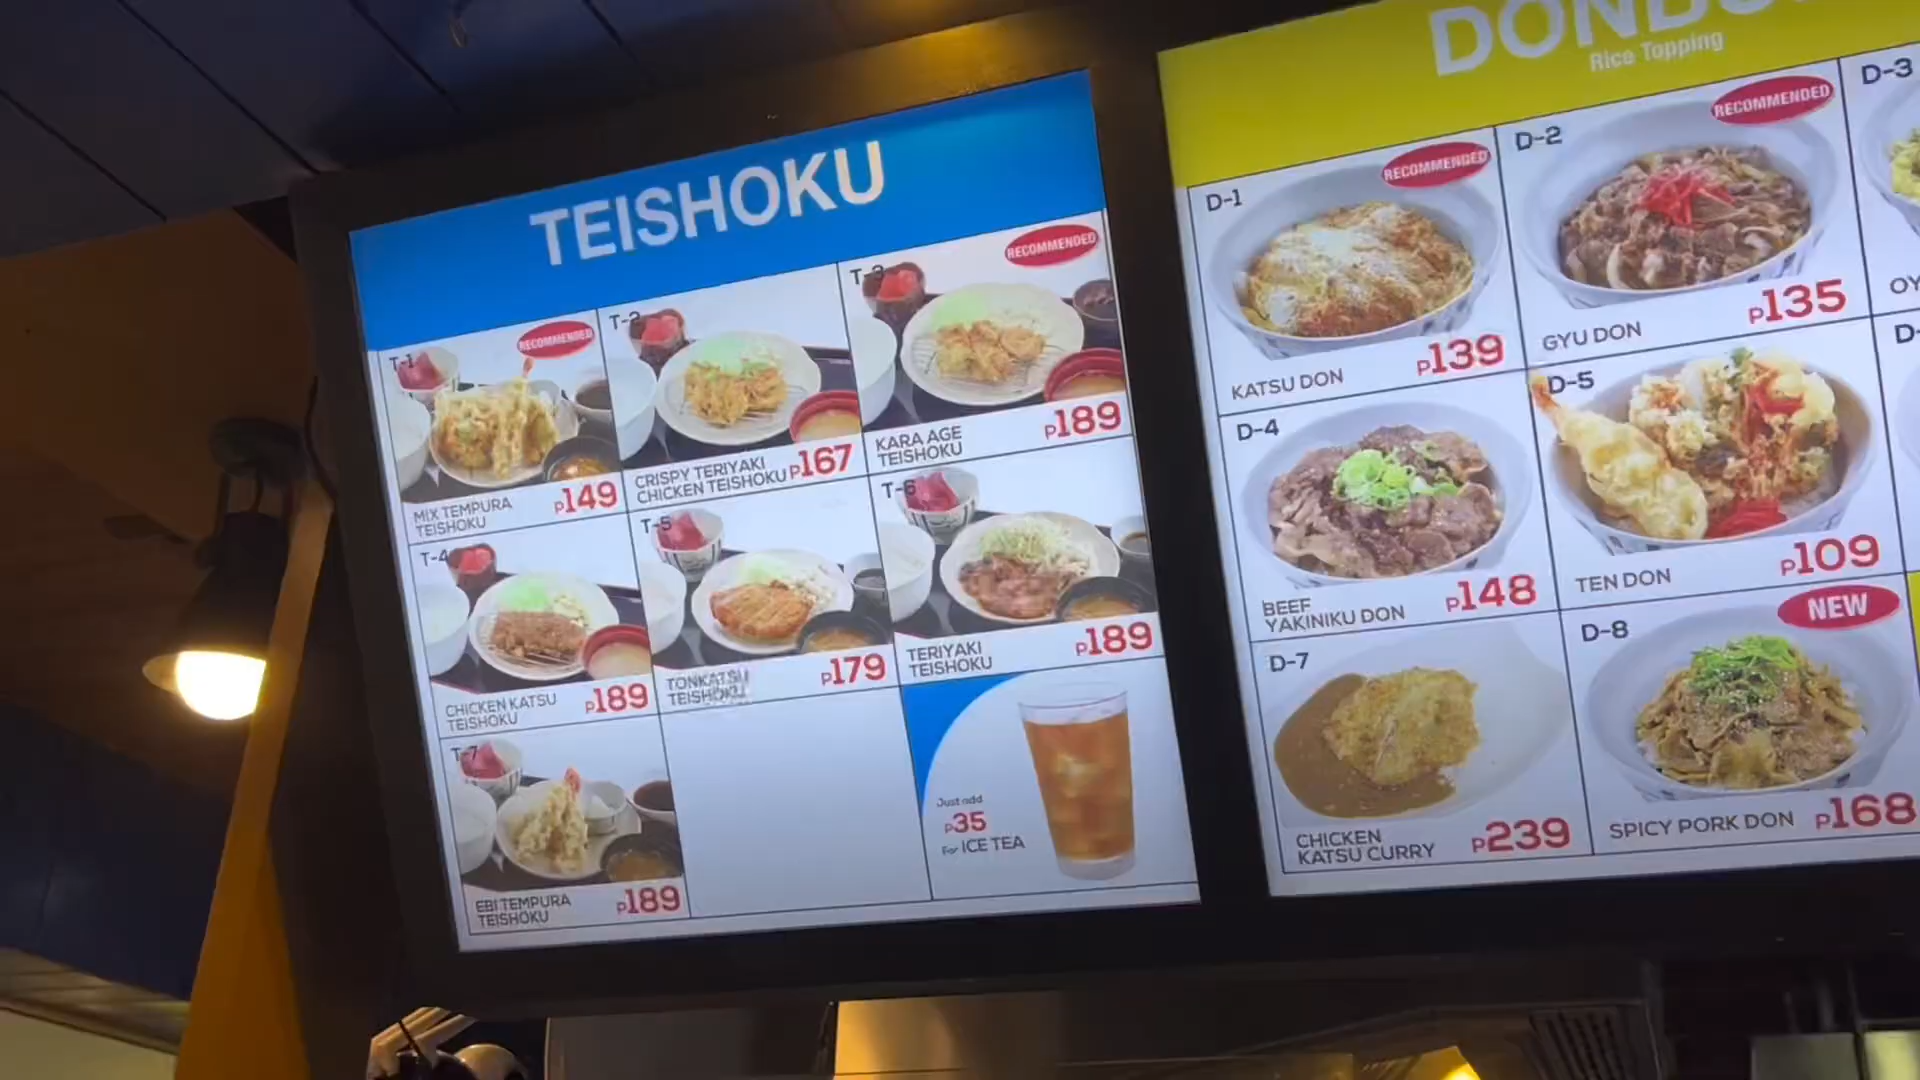 TEISHOKU
T-1
RECOMMENDED
MIX TEMPURA
TEISHOKU
P149
T-2
CRISPY TERIYAKI
CHICKEN TEISHOKU
P167
T-3
RECOMMENDED
KARA AGE
TEISHOKU
P189
T-4
CHICKEN KATSU
TEISHOKU
P189
T-5
TONKATSU
TEISHOKU
P179
T-6
TERIYAKI
TEISHOKU
P189
T-7
EBI TEMPURA
TEISHOKU
P189
Just add
P35
For ICE TEA
Rice Topping
D-1
RECOMMENDED
KATSU DON
P139
D-2
RECOMMENDED
GYU DON
P135
D-3
OY
D-4
BEEF
YAKINIKU DON
P148
D-5
TEN DON
P109
D-7
CHICKEN
KATSU CURRY
P239
D-8
NEW
SPICY PORK DON
P168